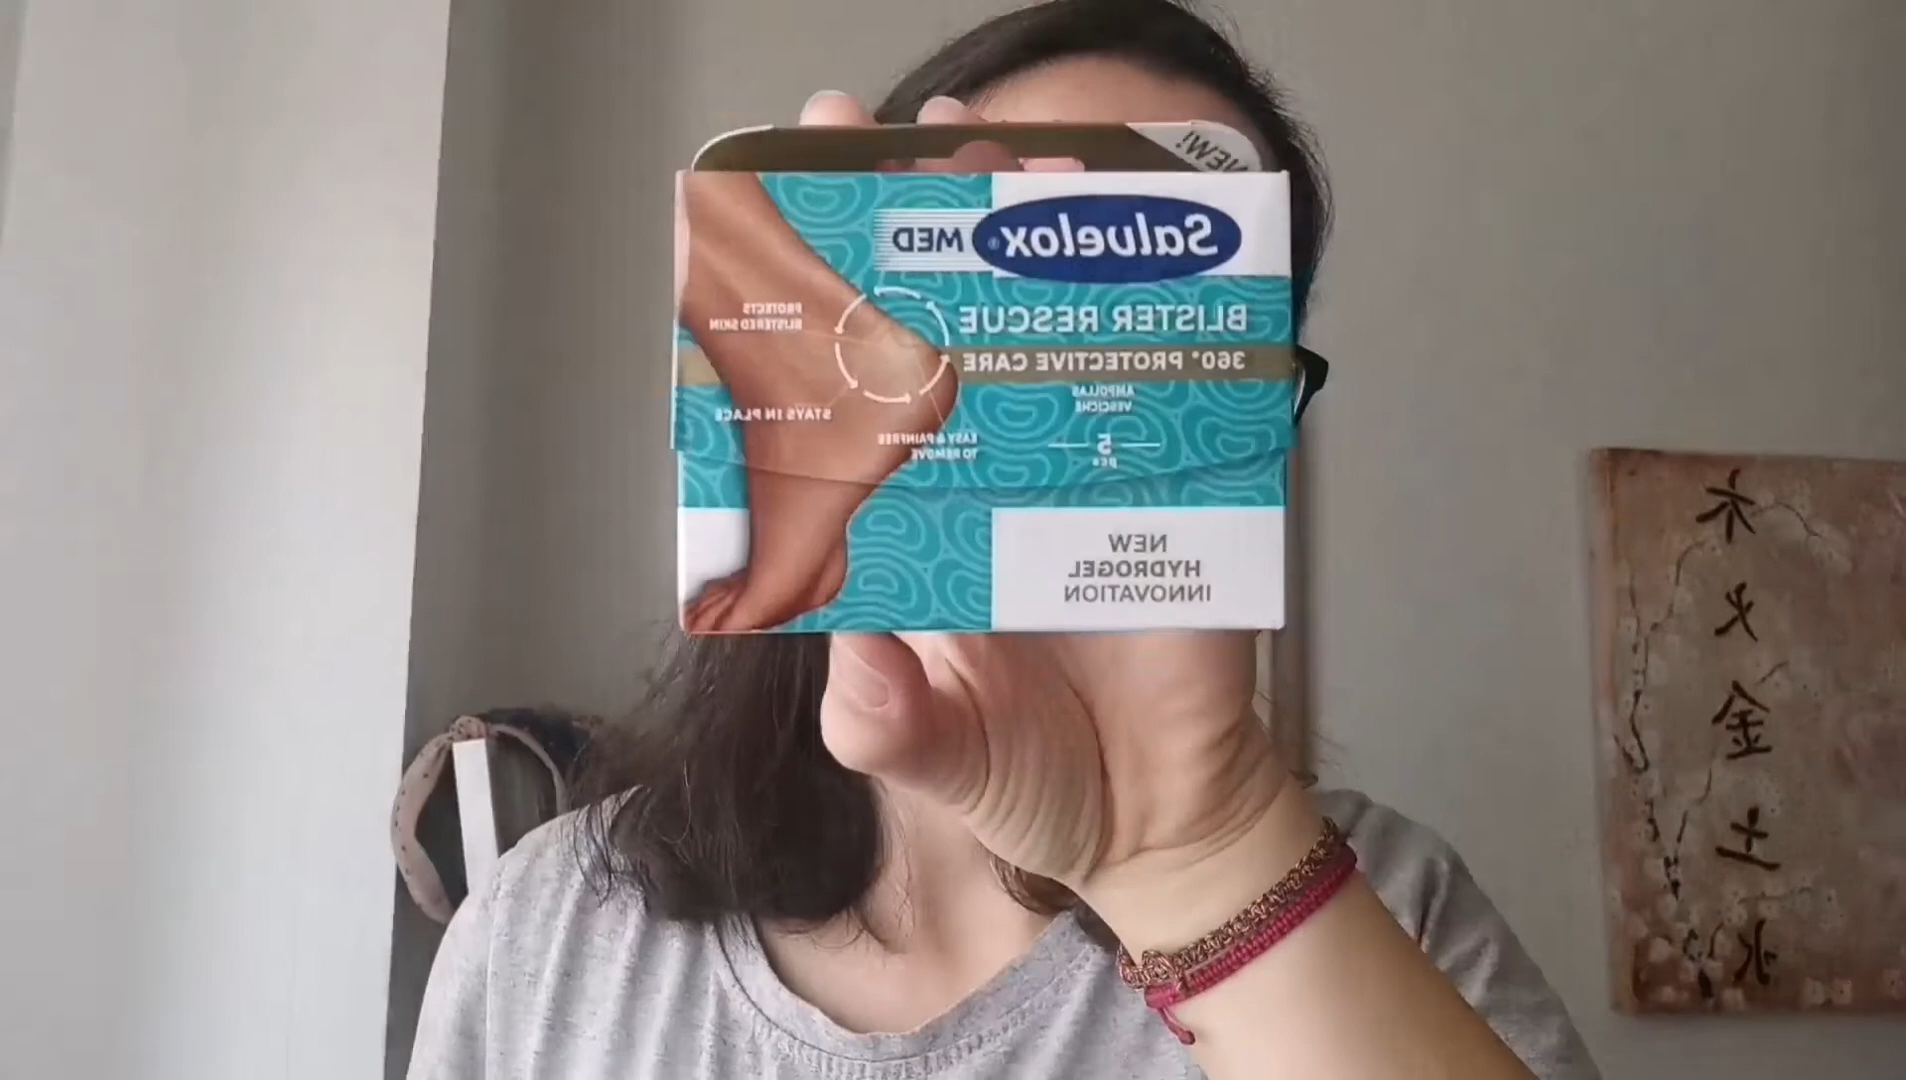 NEW!
Salvelox® MED
BLISTER RESCUE
360° PROTECTIVE CARE
AMPOLLAS
VESCICHE
5
pcs
PROTECTS
BLISTERED SKIN
STAYS IN PLACE
EASY & PAINFREE
TO REMOVE
NEW
HYDROGEL
INNOVATION
木
火
金
土
水